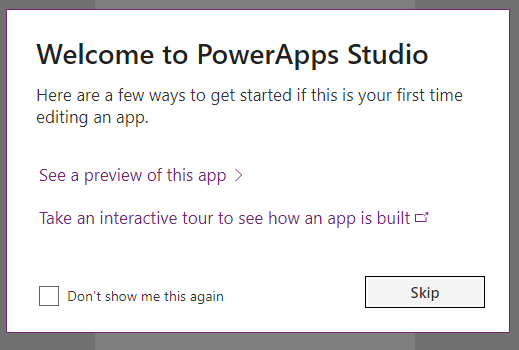 Welcome to PowerApps Studio
Here are a few ways to get started if this is your first time
editing an app.
See a preview of this app
Take an interactive tour to see how an app is built
Don't show me this again
Skip